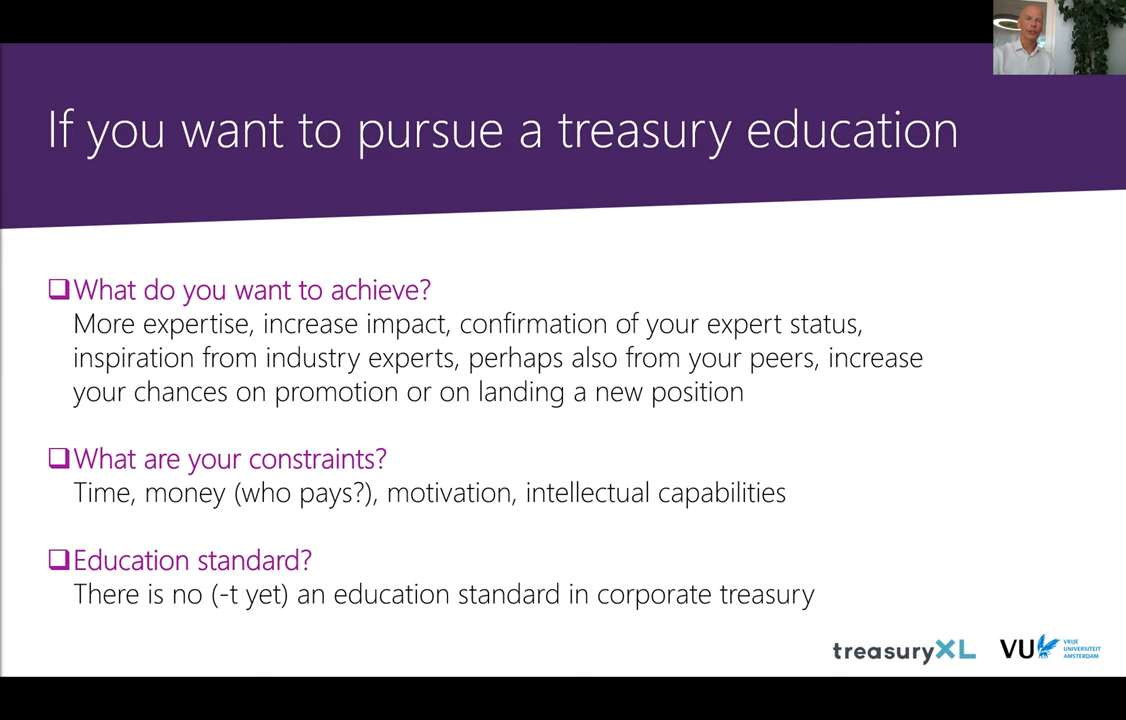 If you want to pursue a treasury education
❑What do you want to achieve?
More expertise, increase impact, confirmation of your expert status,
inspiration from industry experts, perhaps also from your peers, increase
your chances on promotion or on landing a new position
❑What are your constraints?
Time, money (who pays?), motivation, intellectual capabilities
❑Education standard?
There is no (-t yet) an education standard in corporate treasury
treasuryXL
VU
VRIJE
UNIVERSITEIT
AMSTERDAM